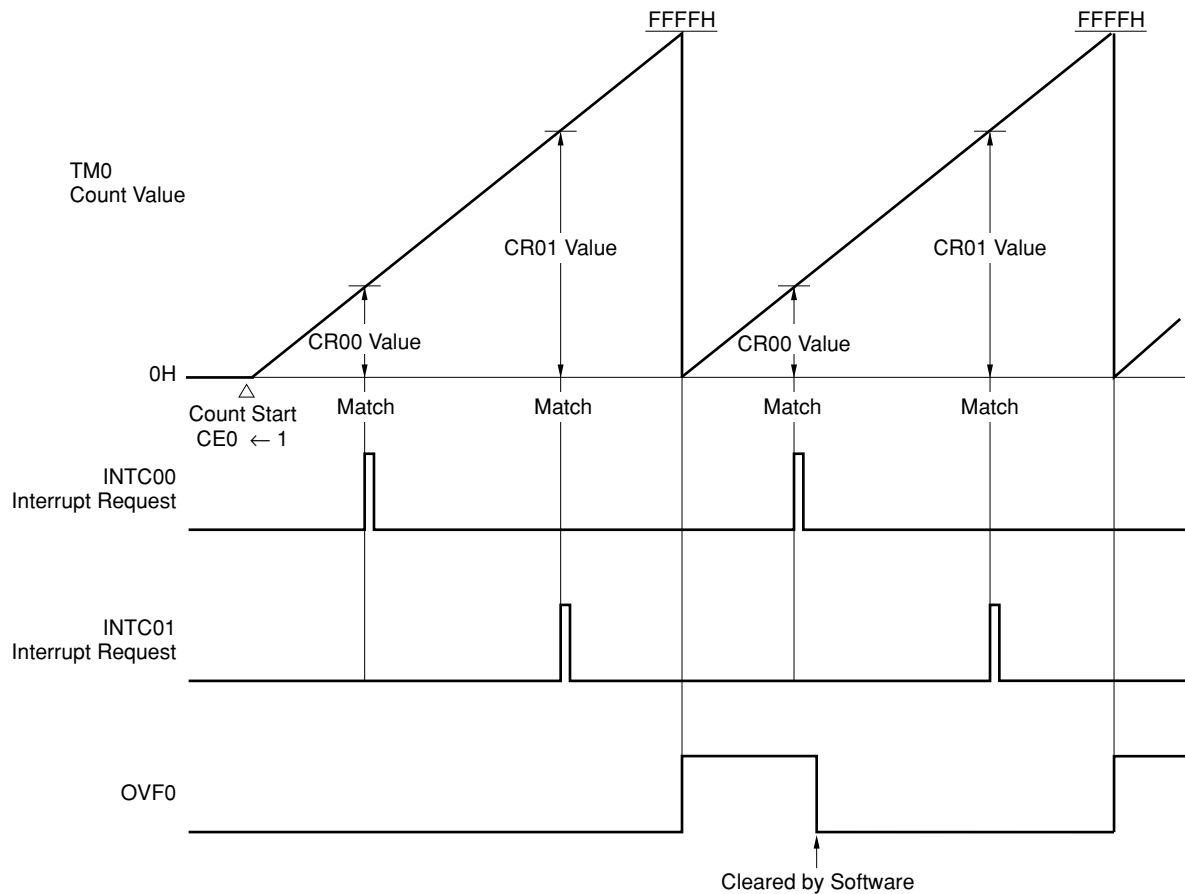 FFFFH
FFFFH
TM0
Count Value
CR01 Value
CR01 Value
CR00 Value
CR00 Value
0H
Count Start
CE0 ← 1
Match
Match
Match
Match
INTC00
Interrupt Request
INTC01
Interrupt Request
OVF0
Cleared by Software